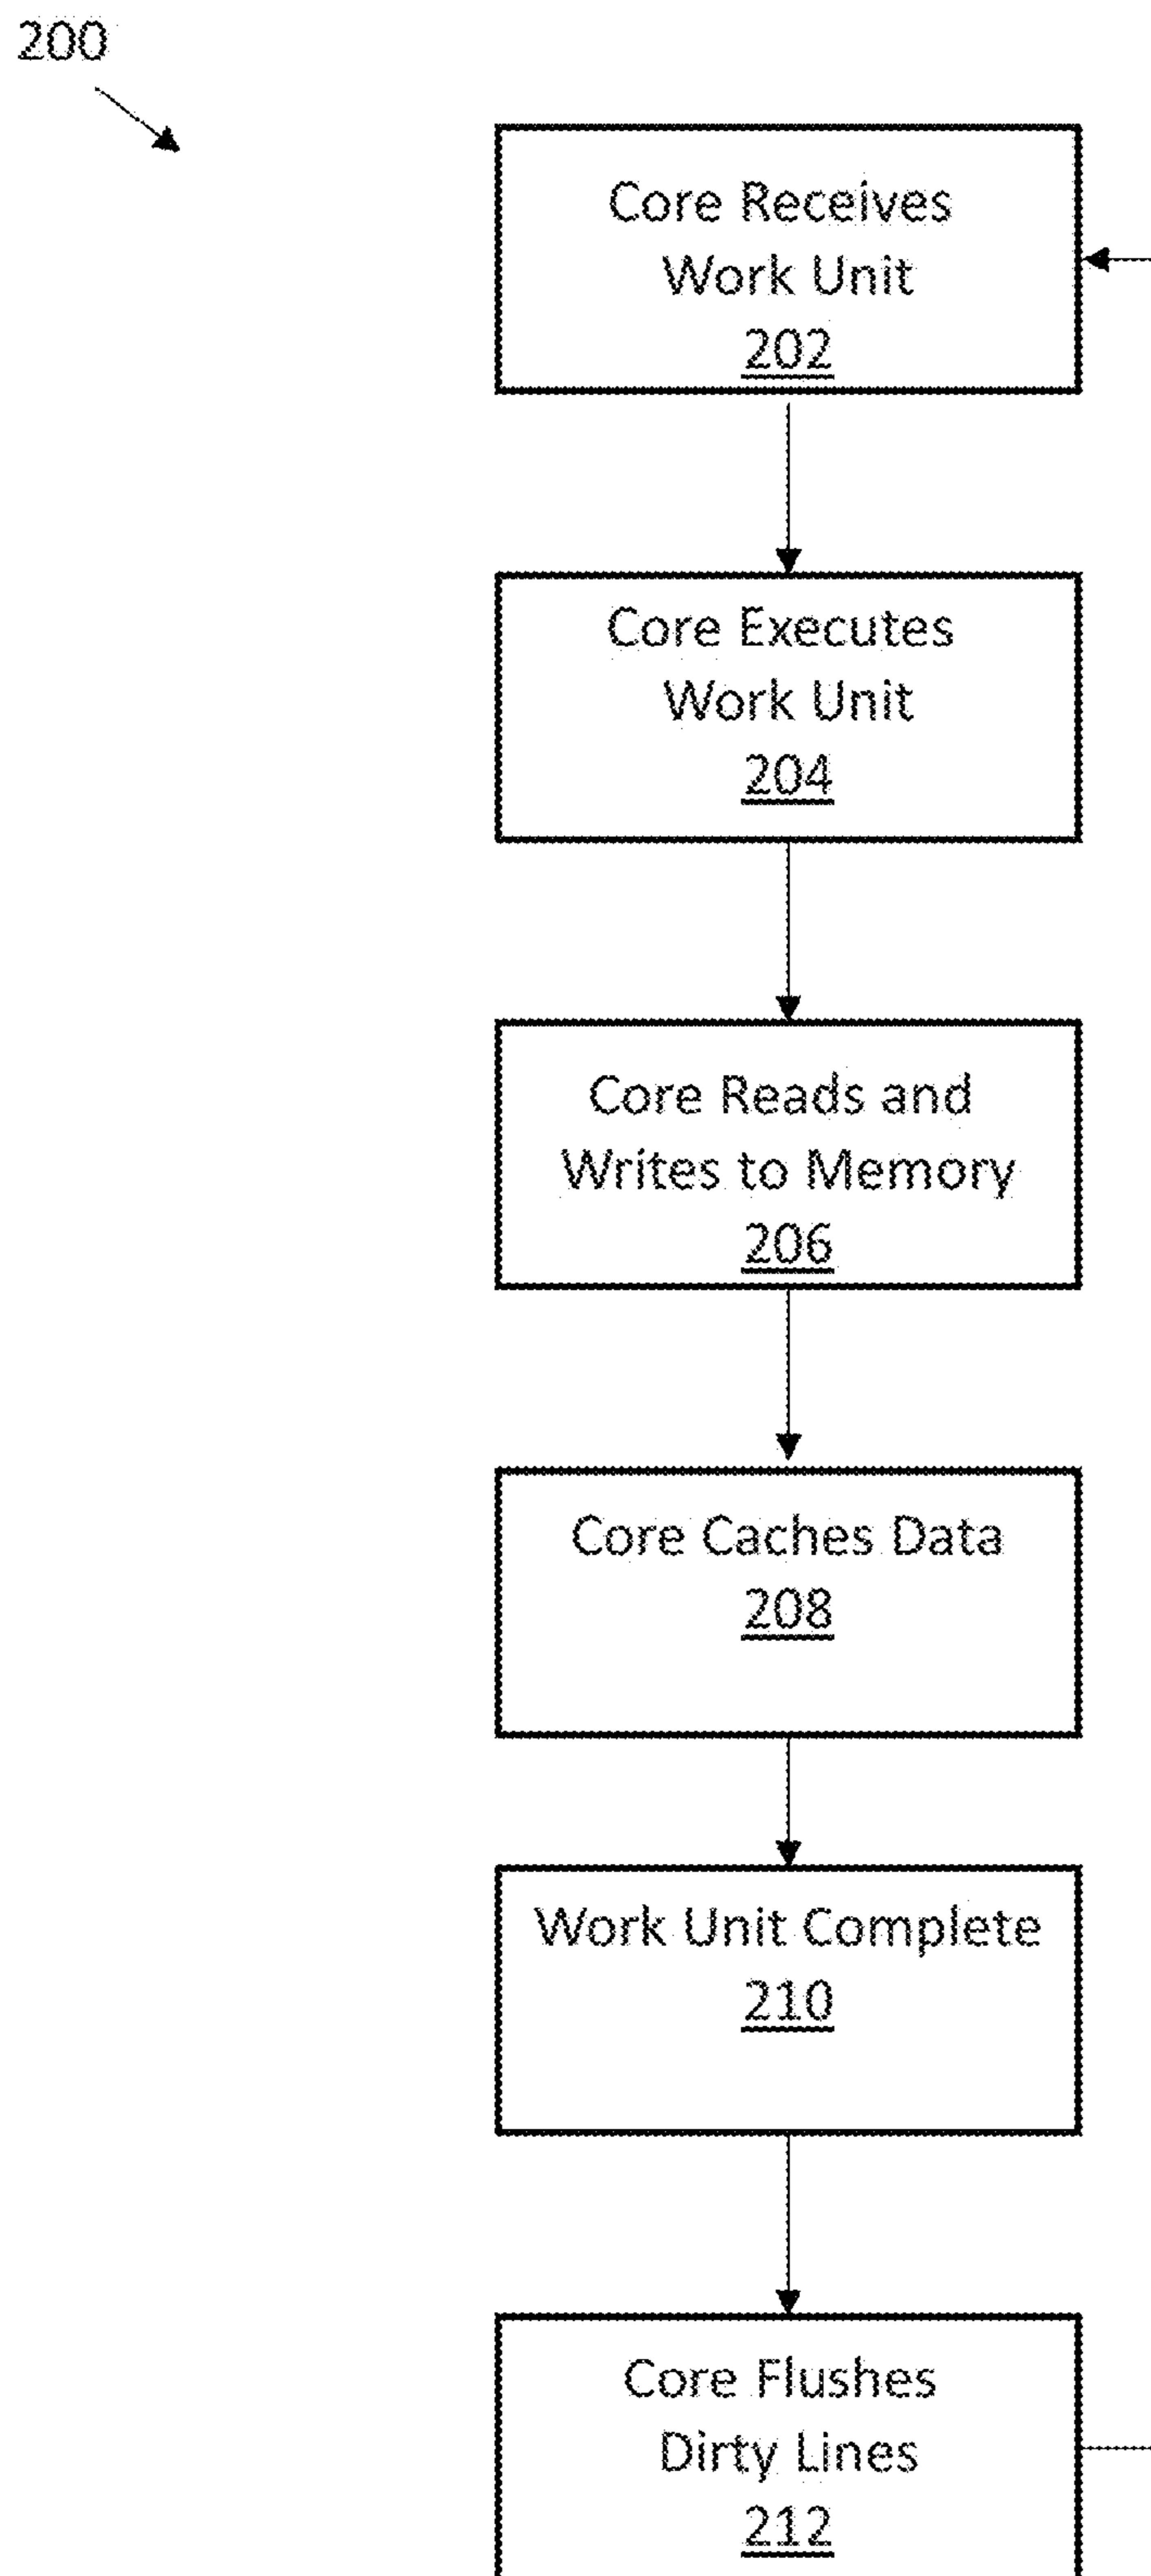 200
Core Receives
Work Unit
202
Core Executes
Work Unit
204
Core Reads and
Writes to Memory
206
Core Caches Data
208
Work Unit Complete
210
Core Flushes
Dirty Lines
212